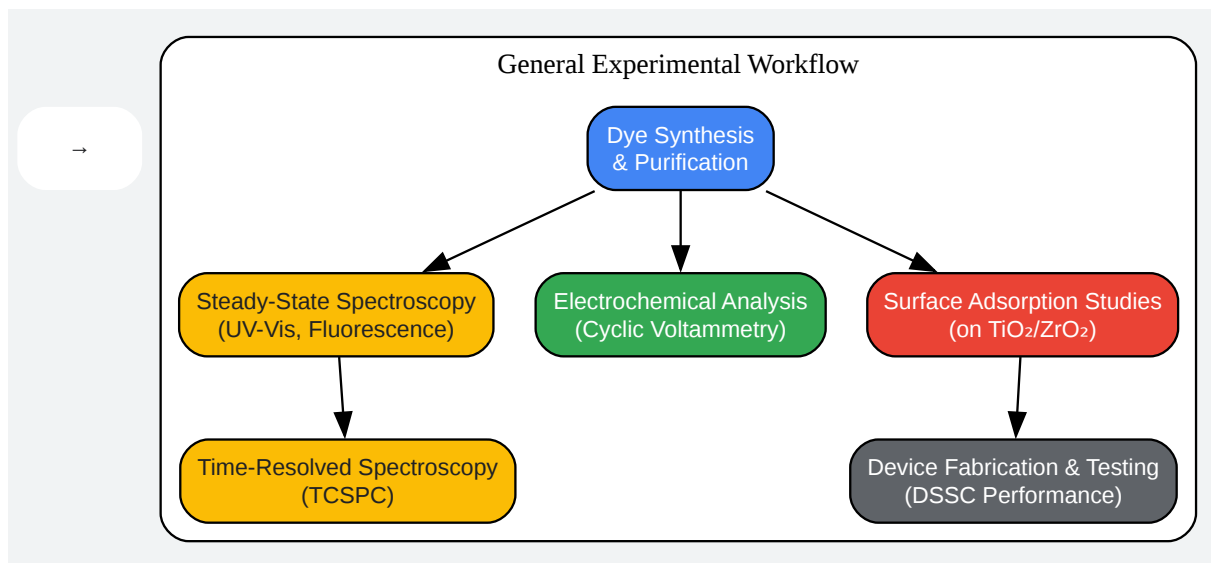 General Experimental Workflow
→
Dye Synthesis
& Purification
Steady-State Spectroscopy
(UV-Vis, Fluorescence)
Electrochemical Analysis
(Cyclic Voltammetry)
Surface Adsorption Studies
(on TiO₂/ZrO₂)
Time-Resolved Spectroscopy
(TCSPC)
Device Fabrication & Testing
(DSSC Performance)